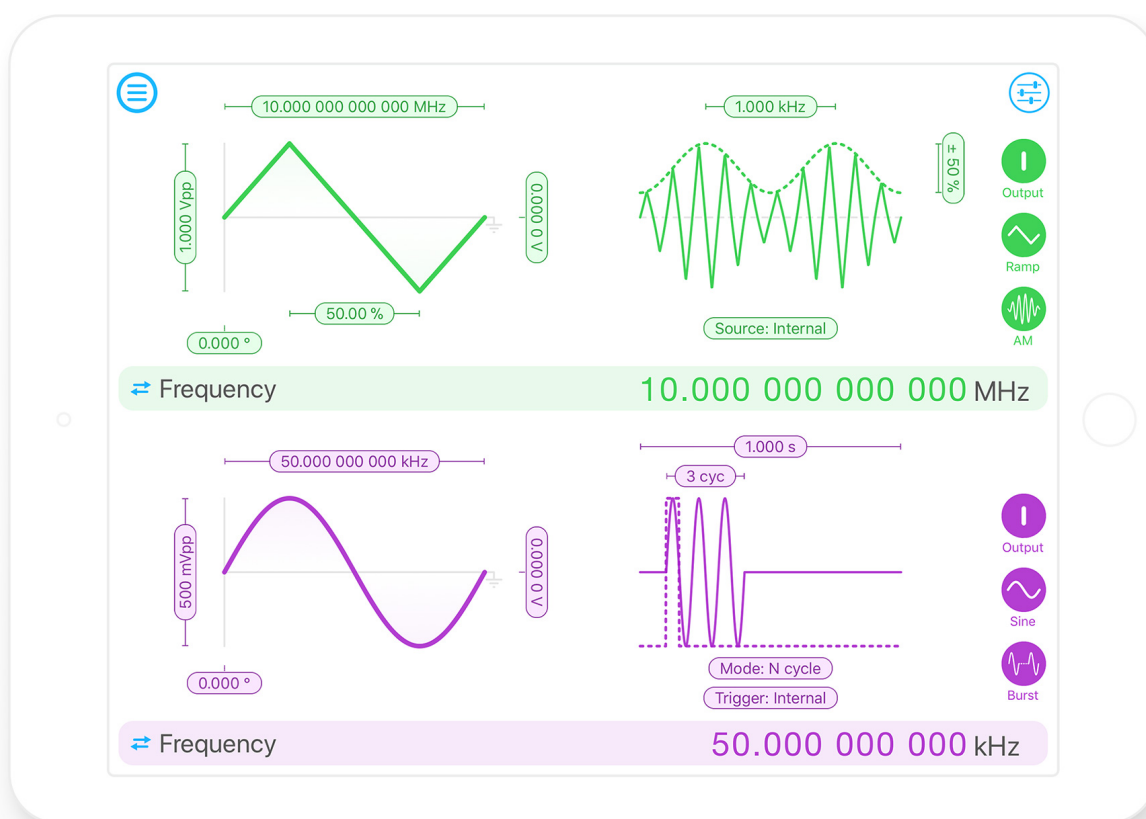 10.000 000 000 000 MHz
1.000 Vpp
0.000 0 V
50.00 %
0.000 °
1.000 kHz
± 50 %
Source: Internal
Output
Ramp
AM
Frequency
10.000 000 000 000 MHz
50.000 000 000 kHz
500 mVpp
0.000 0 V
0.000 °
1.000 s
3 cyc
Mode: N cycle
Trigger: Internal
Output
Sine
Burst
Frequency
50.000 000 000 kHz